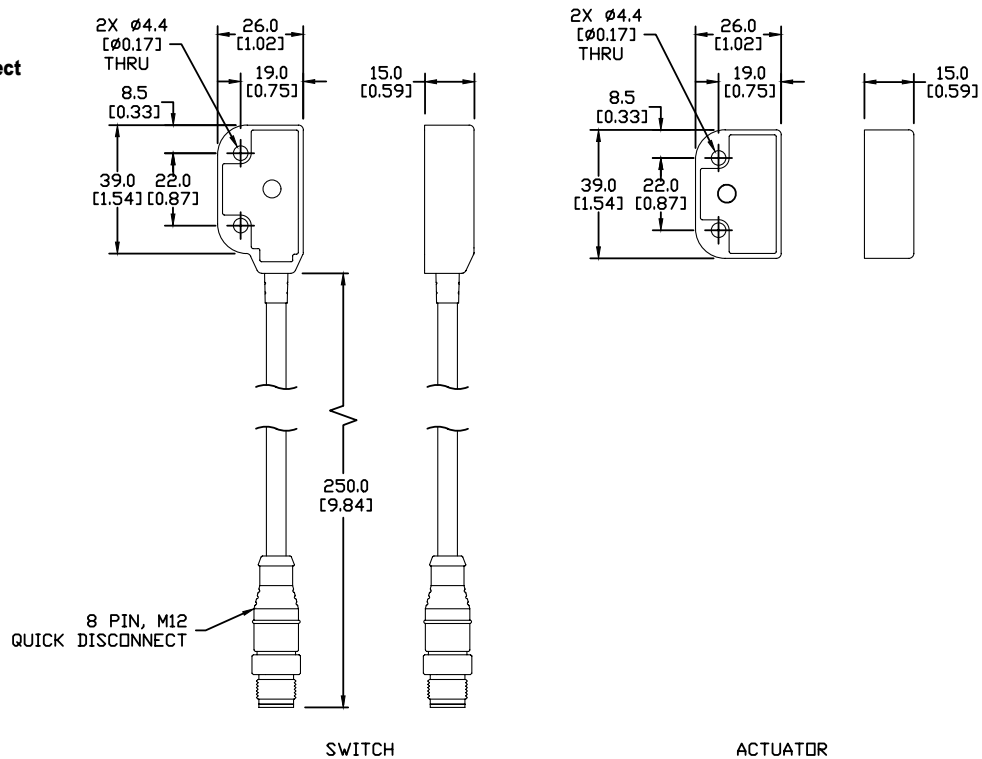 ect
2X Ø4.4
[Ø0.17]
THRU
26.0
[1.02]
19.0
[0.75]
8.5
[0.33]
39.0
[1.54]
22.0
[0.87]
15.0
[0.59]
250.0
[9.84]
8 PIN, M12
QUICK DISCONNECT
SWITCH
2X Ø4.4
[Ø0.17]
THRU
26.0
[1.02]
19.0
[0.75]
8.5
[0.33]
39.0
[1.54]
22.0
[0.87]
15.0
[0.59]
ACTUATOR